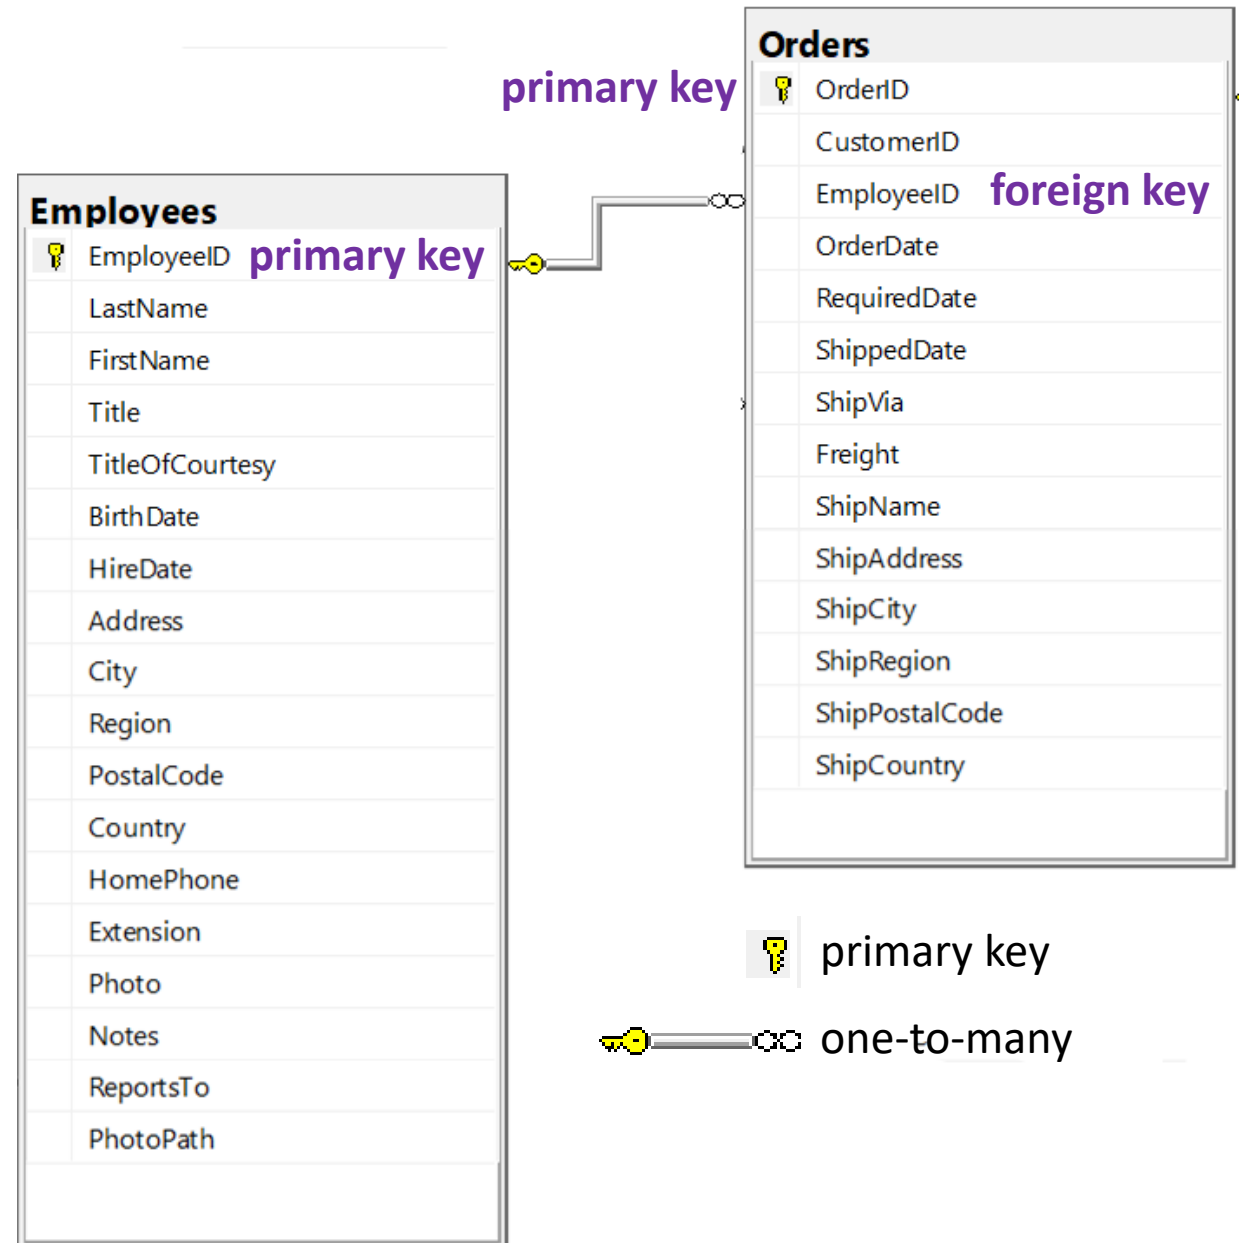 Orders
primary key
OrderID
CustomerID
EmployeeID foreign key
OrderDate
RequiredDate
ShippedDate
ShipVia
Freight
ShipName
ShipAddress
ShipCity
ShipRegion
ShipPostalCode
ShipCountry
Employees
EmployeeID primary key
LastName
FirstName
Title
TitleOfCourtesy
BirthDate
HireDate
Address
City
Region
PostalCode
Country
HomePhone
Extension
Photo
Notes
ReportsTo
PhotoPath
primary key
one-to-many